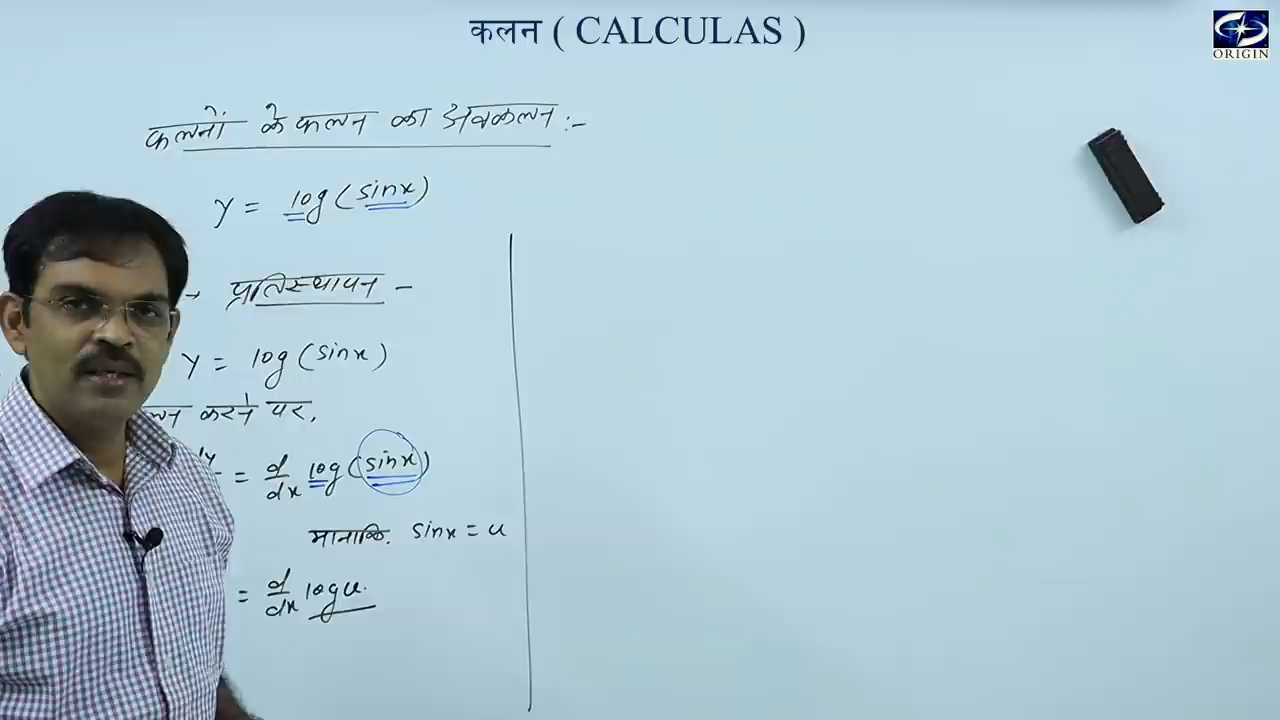 कलन ( CALCULAS )
ORIGIN
कलनों के कलन का अवकलन :-
y = log (sinx)
प्रतिस्थापन -
y = log (sinx)
करने पर,
= d/dx log (sinx)
मानाकि. sinx = u
= d/dx log u.